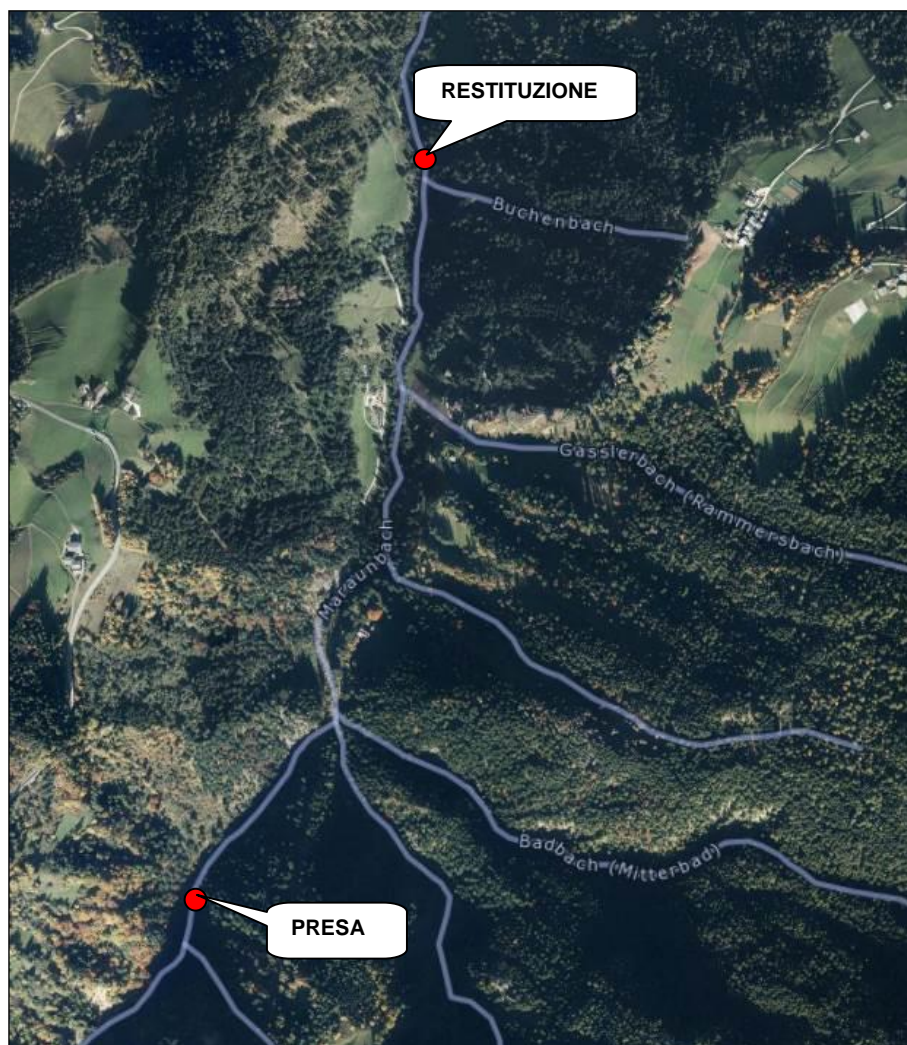 RESTITUZIONE
Buchenbach
Gasslerbach (Rammersbach)
Maraunbach
Badbach (Mitterbad)
PRESA